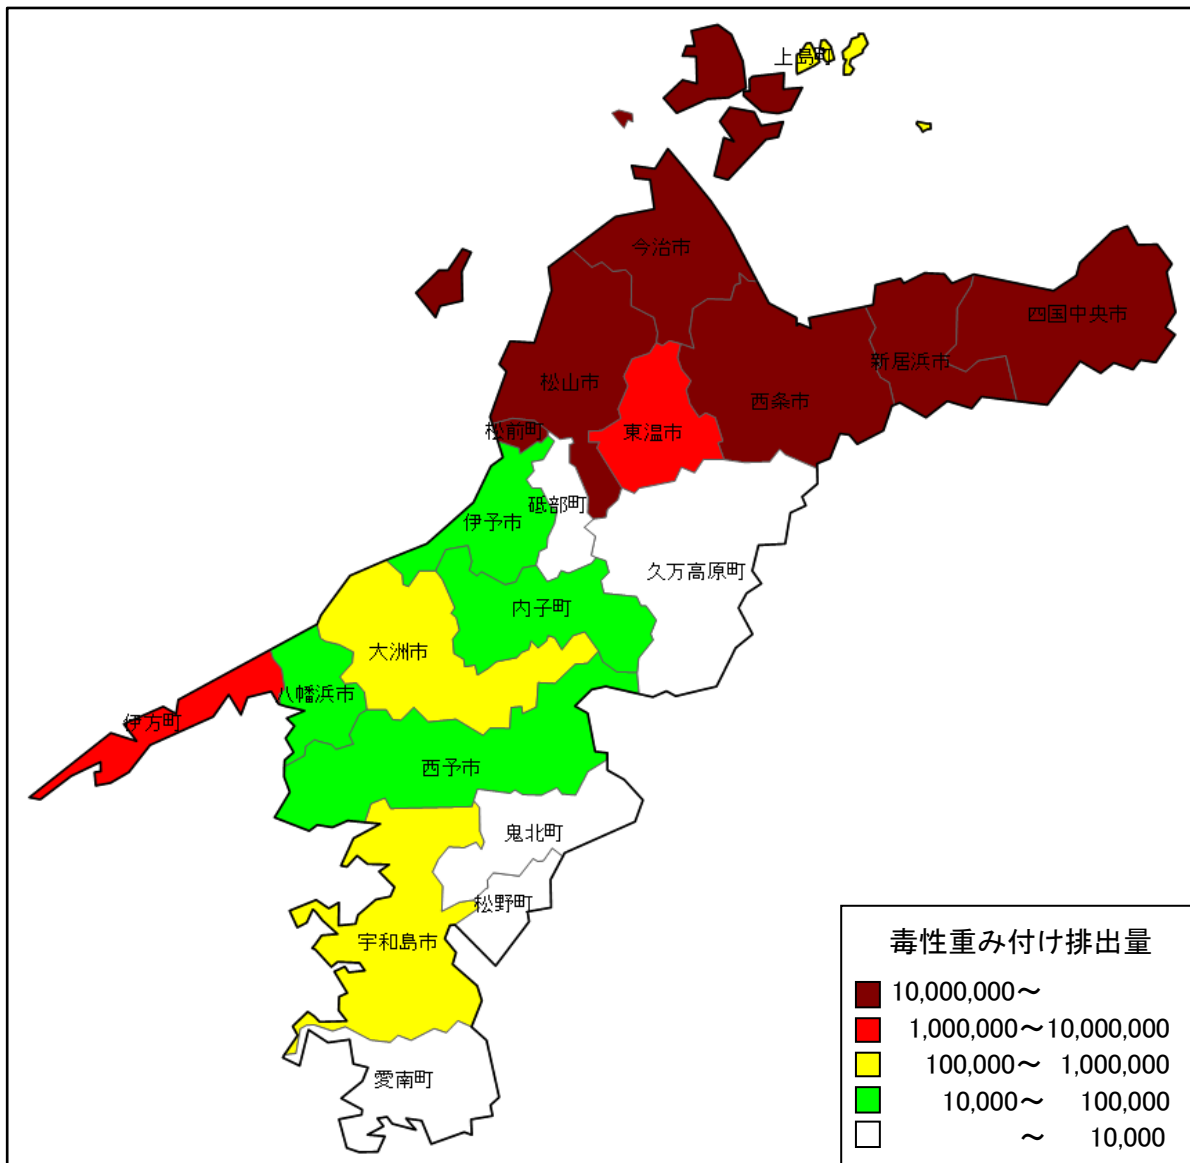 上島町
今治市
四国中央市
新居浜市
松山市
西条市
松前町
東温市
砥部町
伊予市
久万高原町
内子町
大洲市
八幡浜市
伊方町
西予市
鬼北町
松野町
宇和島市
愛南町
毒性重み付け排出量
10,000,000～
1,000,000～10,000,000
100,000～ 1,000,000
10,000～ 100,000
～ 10,000